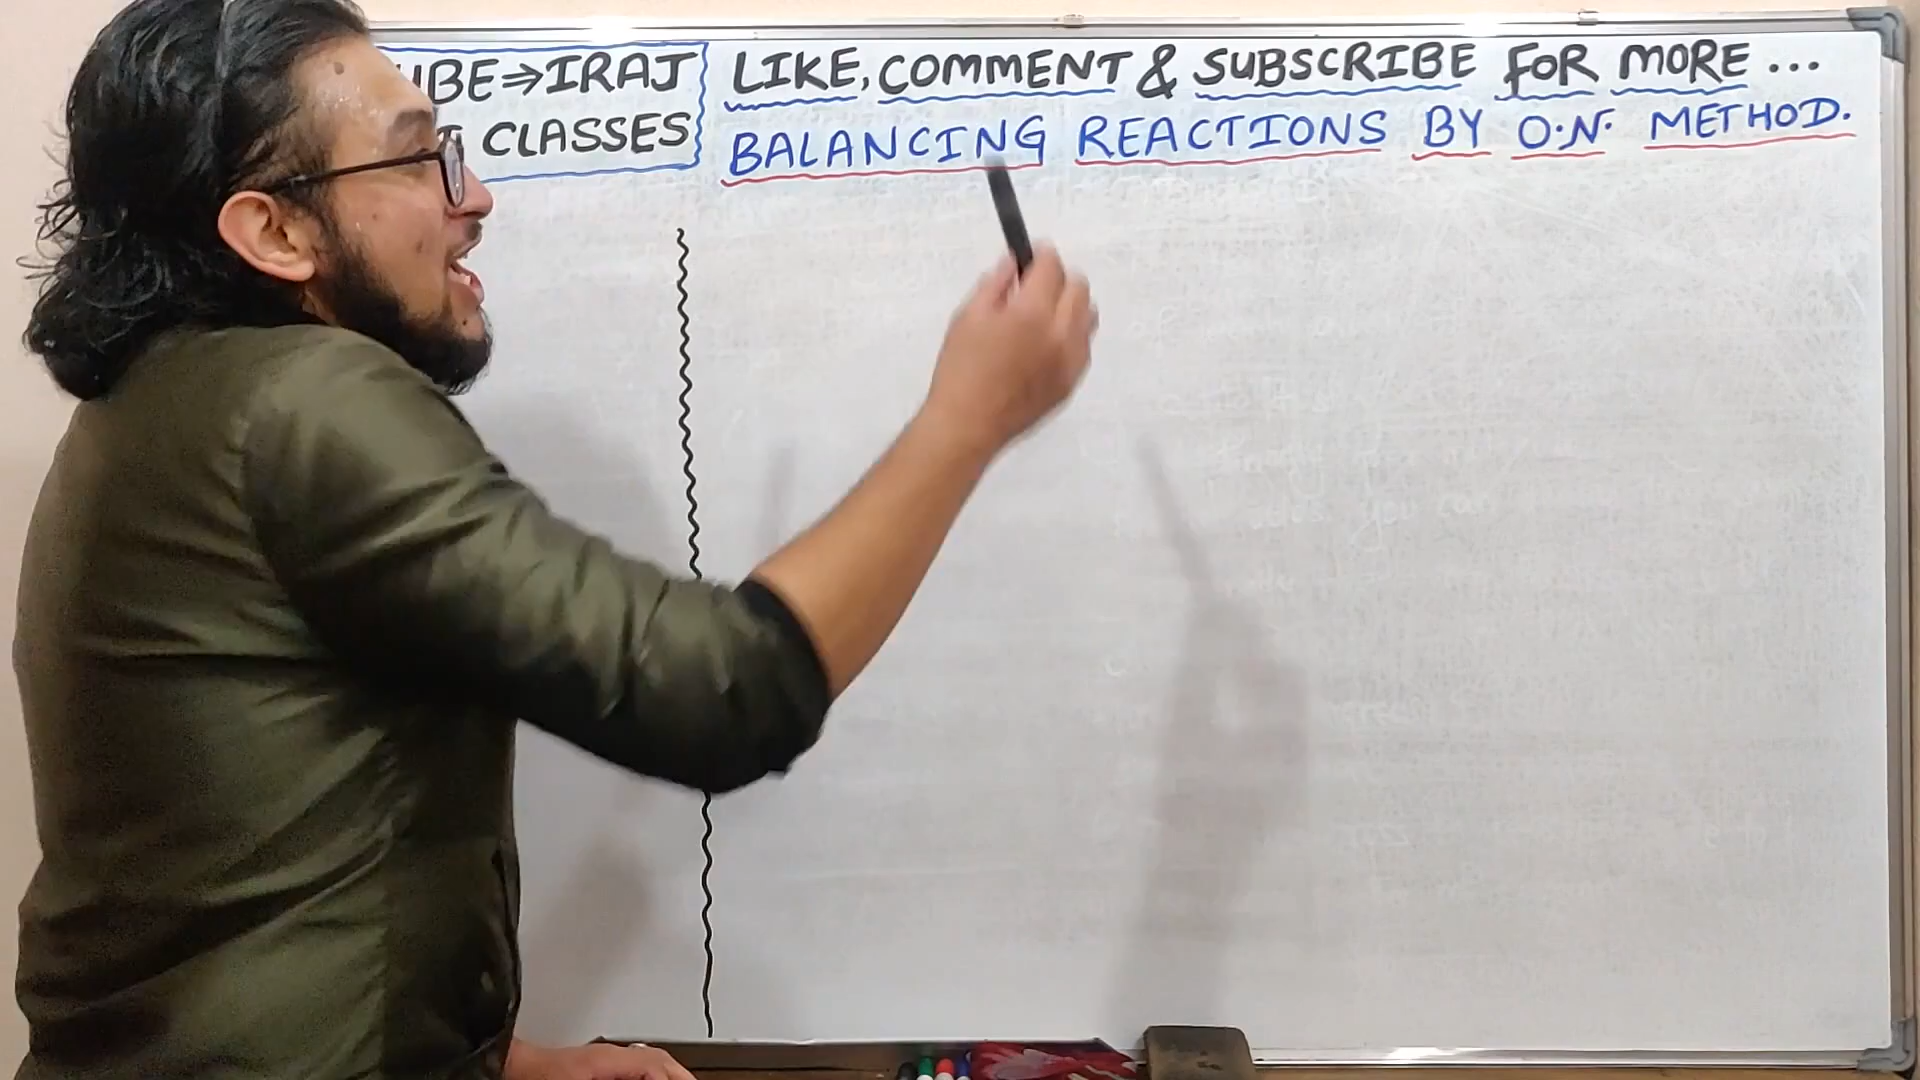 UBE⇒IRAJ
CLASSES
LIKE, COMMENT & SUBSCRIBE FOR MORE...
BALANCING REACTIONS BY O.N. METHOD.